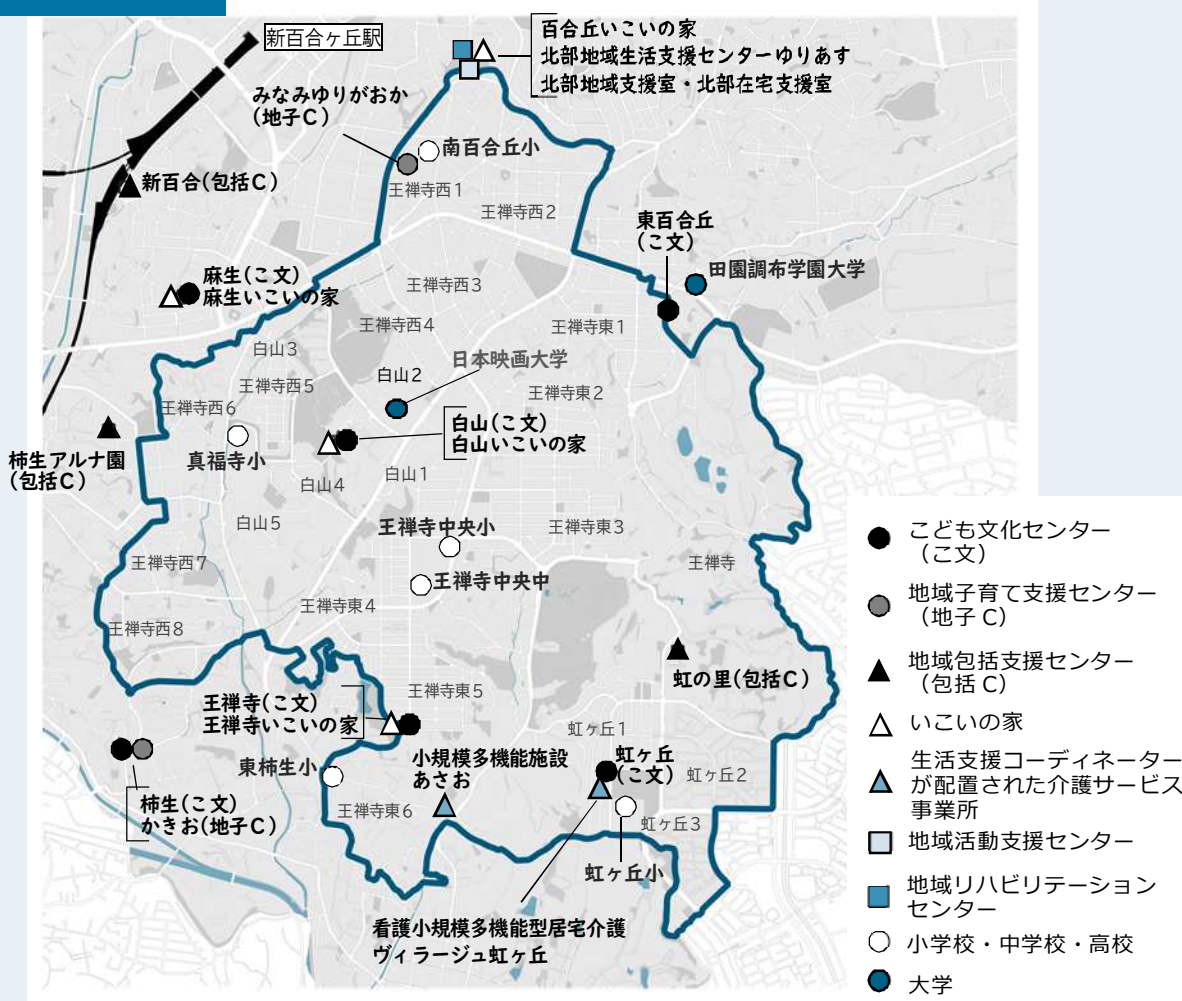 新百合ヶ丘駅
百合丘いこいの家
北部地域生活支援センターゆりあす
北部地域支援室・北部在宅支援室
みなみゆりがおか
(地子C)
南百合丘小
新百合(包括C)
王禅寺西1
王禅寺西2
東百合丘
(こ文)
田園調布学園大学
麻生(こ文)
麻生いこいの家
王禅寺西3
王禅寺西4
王禅寺東1
白山3
日本映画大学
白山2
王禅寺西5
王禅寺東2
王禅寺西6
白山(こ文)
白山いこいの家
柿生アルナ園
(包括C)
真福寺小
白山1
白山4
白山5
王禅寺中央小
王禅寺東3
王禅寺西7
王禅寺
王禅寺中央中
王禅寺東4
王禅寺西8
虹の里(包括C)
王禅寺東5
王禅寺(こ文)
王禅寺いこいの家
虹ヶ丘1
小規模多機能施設
あさお
虹ヶ丘
(こ文)
虹ヶ丘2
東柿生小
柿生(こ文)
かきお(地子C)
王禅寺東6
虹ヶ丘3
虹ヶ丘小
看護小規模多機能型居宅介護
ヴィラージュ虹ヶ丘
こども文化センター
(こ文)
地域子育て支援センター
(地子 C)
地域包括支援センター
(包括 C)
いこいの家
生活支援コーディネーター
が配置された介護サービス
事業所
地域活動支援センター
地域リハビリテーション
センター
小学校・中学校・高校
大学